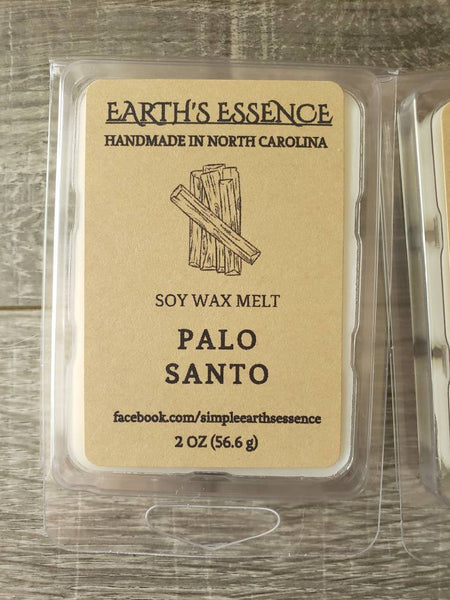 EARTH'S ESSENCE
HANDMADE IN NORTH CAROLINA
SOY WAX MELT
PALO
SANTO
facebook.com/simpleearthsessence
2 OZ (56.6 g)